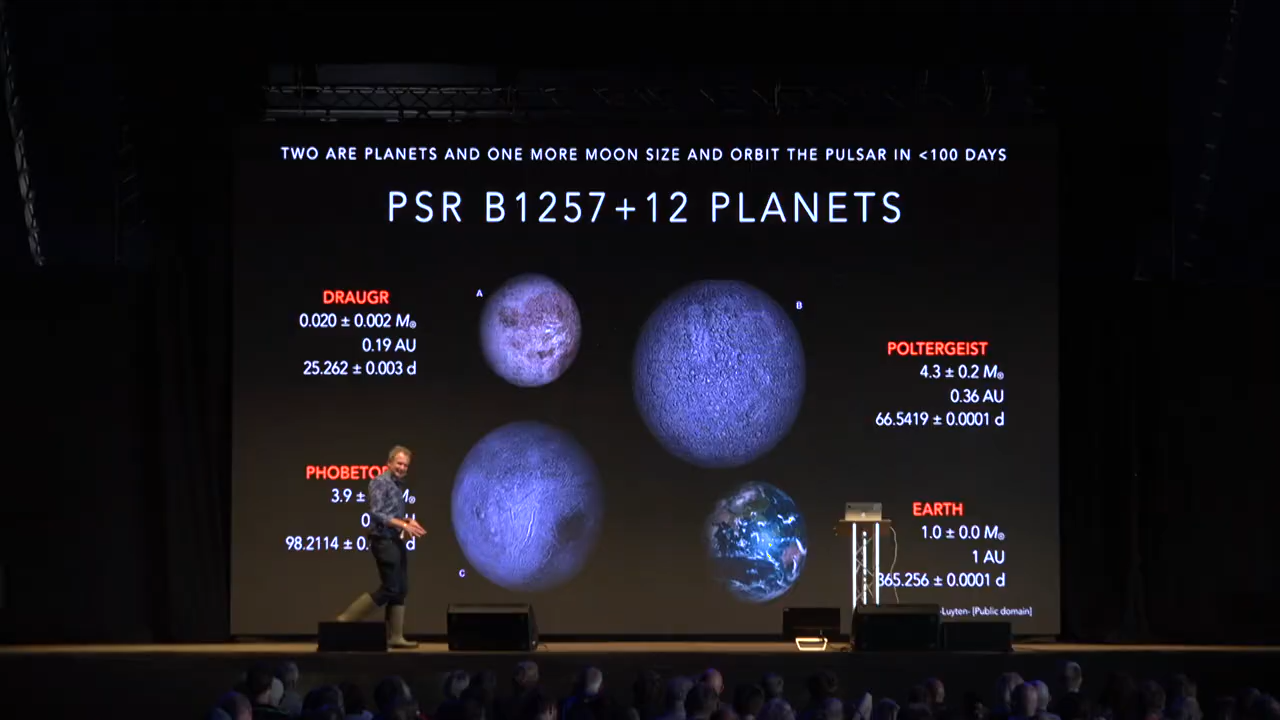 TWO ARE PLANETS AND ONE MORE MOON SIZE AND ORBIT THE PULSAR IN <100 DAYS
PSR B1257+12 PLANETS
DRAUGR
0.020 ± 0.002 M⊕
0.19 AU
25.262 ± 0.003 d
A
B
POLTERGEIST
4.3 ± 0.2 M⊕
0.36 AU
66.5419 ± 0.0001 d
3.9 ±
98.2114 ± 0.
d
C
EARTH
1.0 ± 0.0 M⊕
1 AU
365.256 ± 0.0001 d
-Luyten- [Public domain]